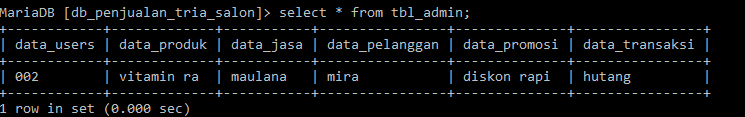 MariaDB [db_penjualan_tria_salon]> select * from tbl_admin;
+------------+-------------+-----------+----------------+--------------+----------------+
| data_users | data_produk | data_jasa | data_pelanggan | data_promosi | data_transaksi |
+------------+-------------+-----------+----------------+--------------+----------------+
| 002        | vitamin ra  | maulana   | mira           | diskon rapi  | hutang         |
+------------+-------------+-----------+----------------+--------------+----------------+
1 row in set (0.000 sec)